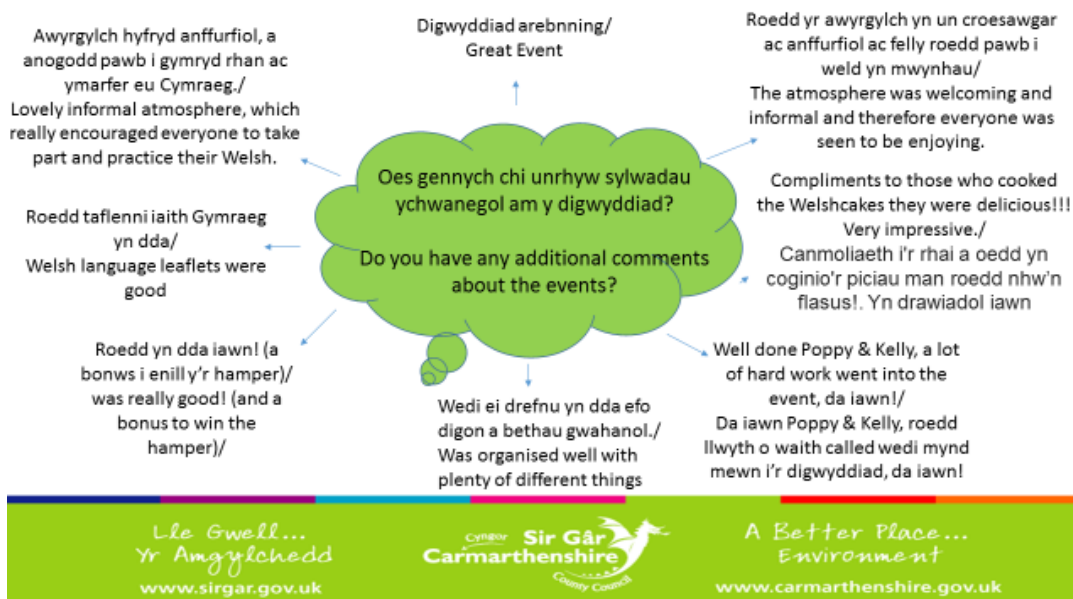 Awyrgylch hyfryd anffurfiol, a
anogodd pawb i gymryd rhan ac
ymarfer eu Cymraeg./
Lovely informal atmosphere, which
really encouraged everyone to take
part and practice their Welsh.
Digwyddiad arebnning/
Great Event
Roedd yr awyrgylch yn un croesawgar
ac anffurfiol ac felly roedd pawb i
weld yn mwynhau/
The atmosphere was welcoming and
informal and therefore everyone was
seen to be enjoying.
Oes gennych chi unrhyw sylwadau
ychwanegol am y digwyddiad?
Do you have any additional comments
about the events?
Roedd taflenni iaith Gymraeg
yn dda/
Welsh language leaflets were
good
Compliments to those who cooked
the Welshcakes they were delicious!!!
Very impressive./
Canmoliaeth i'r rhai a oedd yn
coginio'r piciau man roedd nhw'n
flasus!. Yn drawiadol iawn
Roedd yn dda iawn! (a
bonws i enill y'r hamper)/
was really good! (and a
bonus to win the
hamper)/
Wedi ei drefnu yn dda efo
digon a bethau gwahanol./
Was organised well with
plenty of different things
Well done Poppy & Kelly, a lot
of hard work went into the
event, da iawn!/
Da iawn Poppy & Kelly, roedd
llwyth o waith called wedi mynd
mewn i'r digwyddiad, da iawn!
Lle Gwell...
Yr Amgylchedd
www.sirgar.gov.uk
Cyngor Sir Gâr
Carmarthenshire
County Council
A Better Place...
Environment
www.carmarthenshire.gov.uk